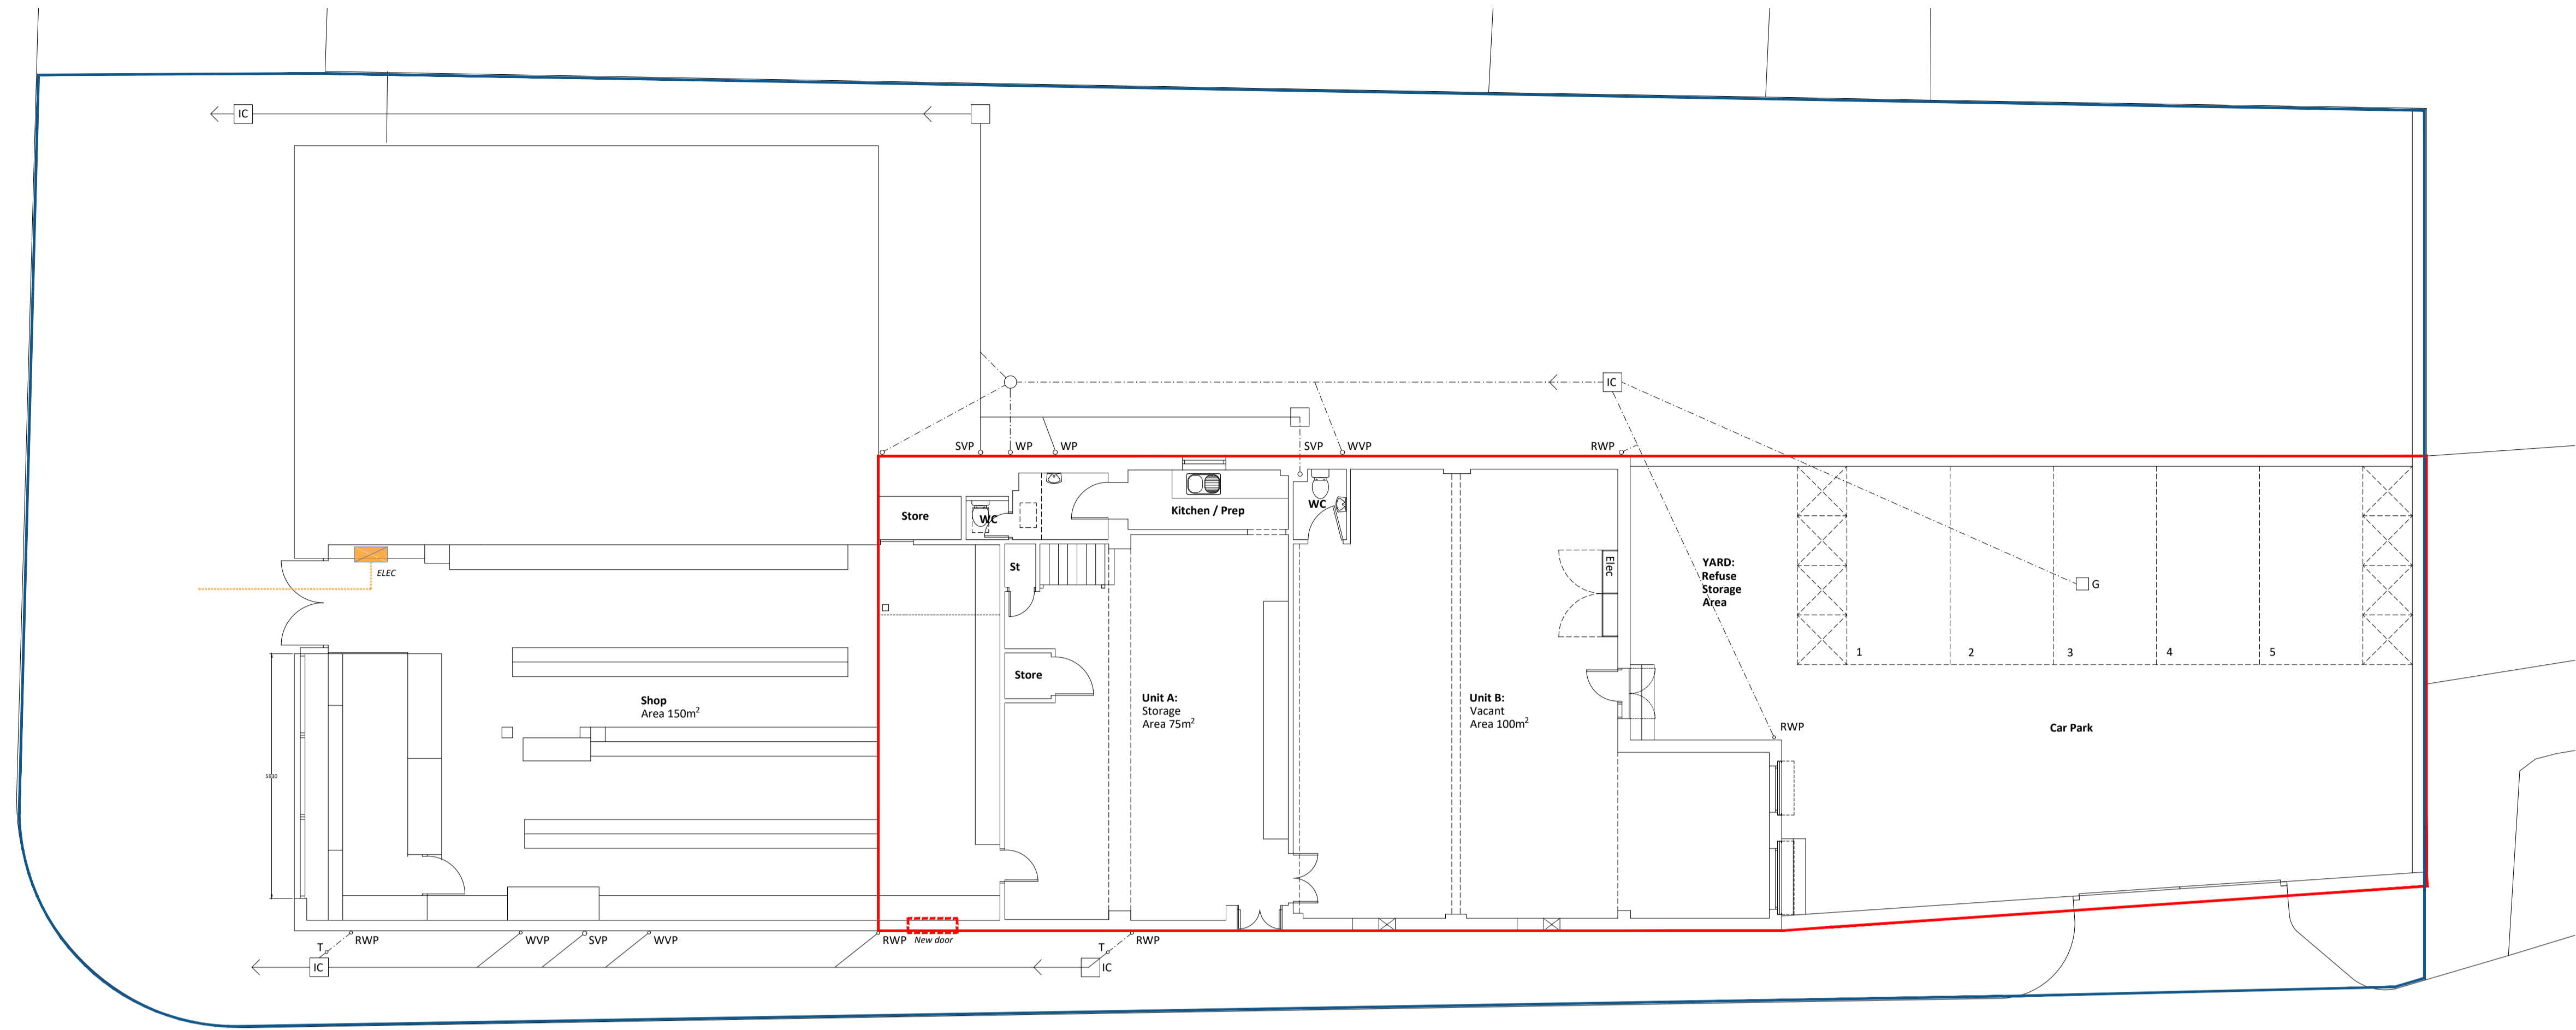 IC
IC
SVP
WP
WP
SVP
WVP
RWP
Store
WC
Kitchen / Prep
WC
ELEC
St
Elec
YARD:
Refuse
Storage
Area
G
Store
1
2
3
4
5
Shop
Area 150m²
Unit A:
Storage
Area 75m²
Unit B:
Vacant
Area 100m²
RWP
Car Park
T
RWP
WVP
SVP
WVP
RWP
New door
T
RWP
IC
IC